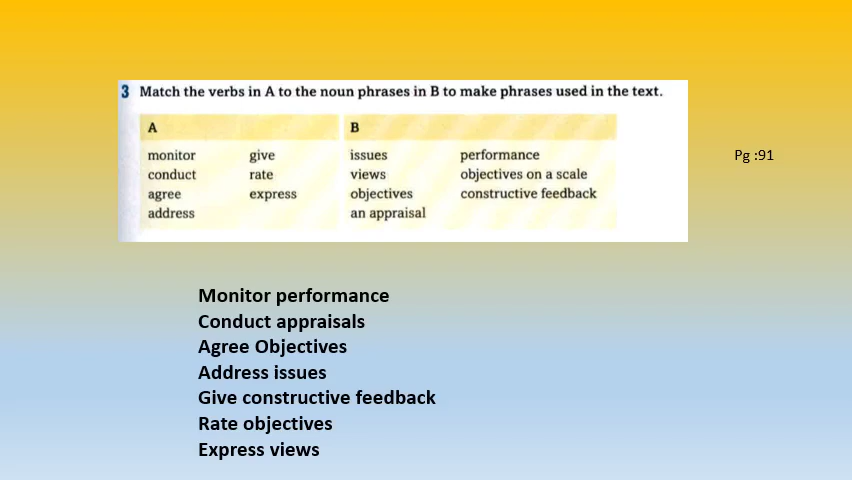 3 Match the verbs in A to the noun phrases in B to make phrases used in the text.
A B
monitor give issues performance
conduct rate views objectives on a scale
agree express objectives constructive feedback
address an appraisal
Pg :91
Monitor performance
Conduct appraisals
Agree Objectives
Address issues
Give constructive feedback
Rate objectives
Express views